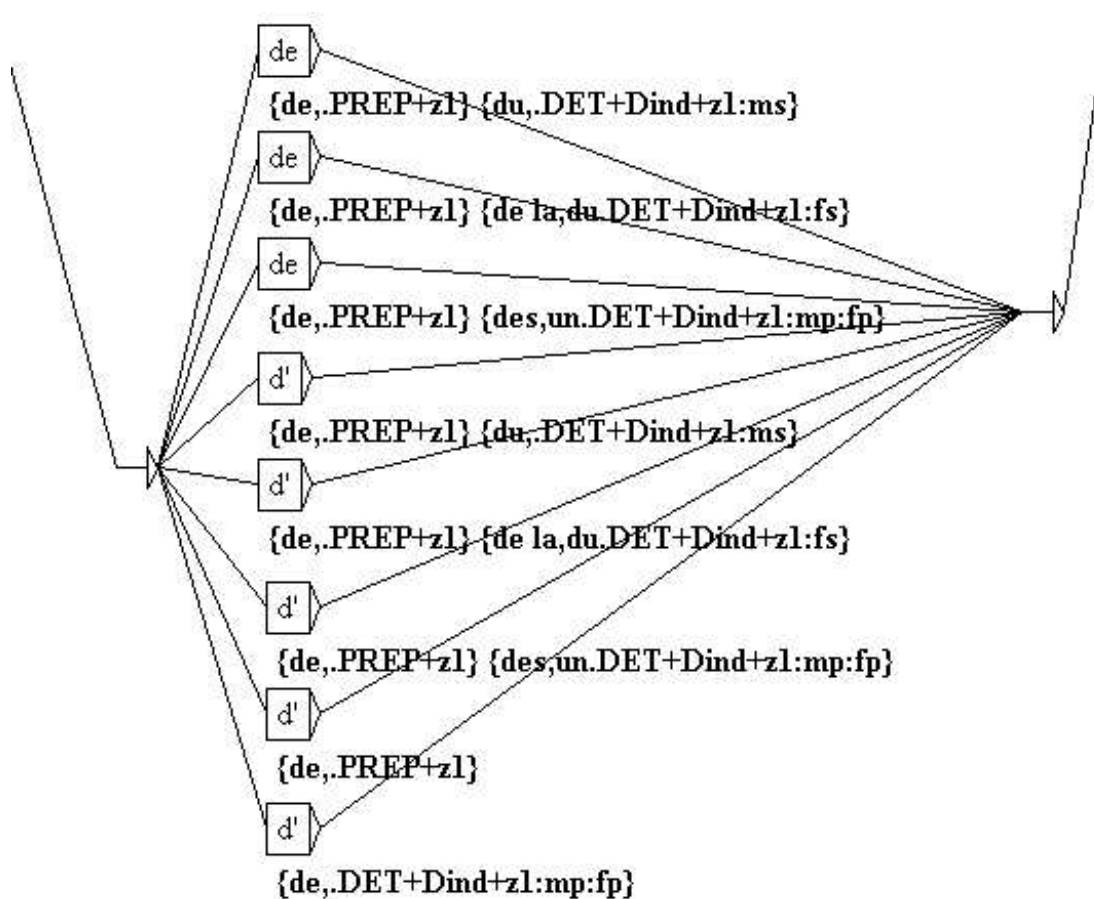 de
{de,.PREP+z1} {du,.DET+Dind+z1:ms}
de
{de,.PREP+z1} {de la,du.DET+Dind+z1:fs}
de
{de,.PREP+z1} {des,un.DET+Dind+z1:mp:fp}
d'
{de,.PREP+z1} {du,.DET+Dind+z1:ms}
d'
{de,.PREP+z1} {de la,du.DET+Dind+z1:fs}
d'
{de,.PREP+z1} {des,un.DET+Dind+z1:mp:fp}
d'
{de,.PREP+z1}
d'
{de,.DET+Dind+z1:mp:fp}